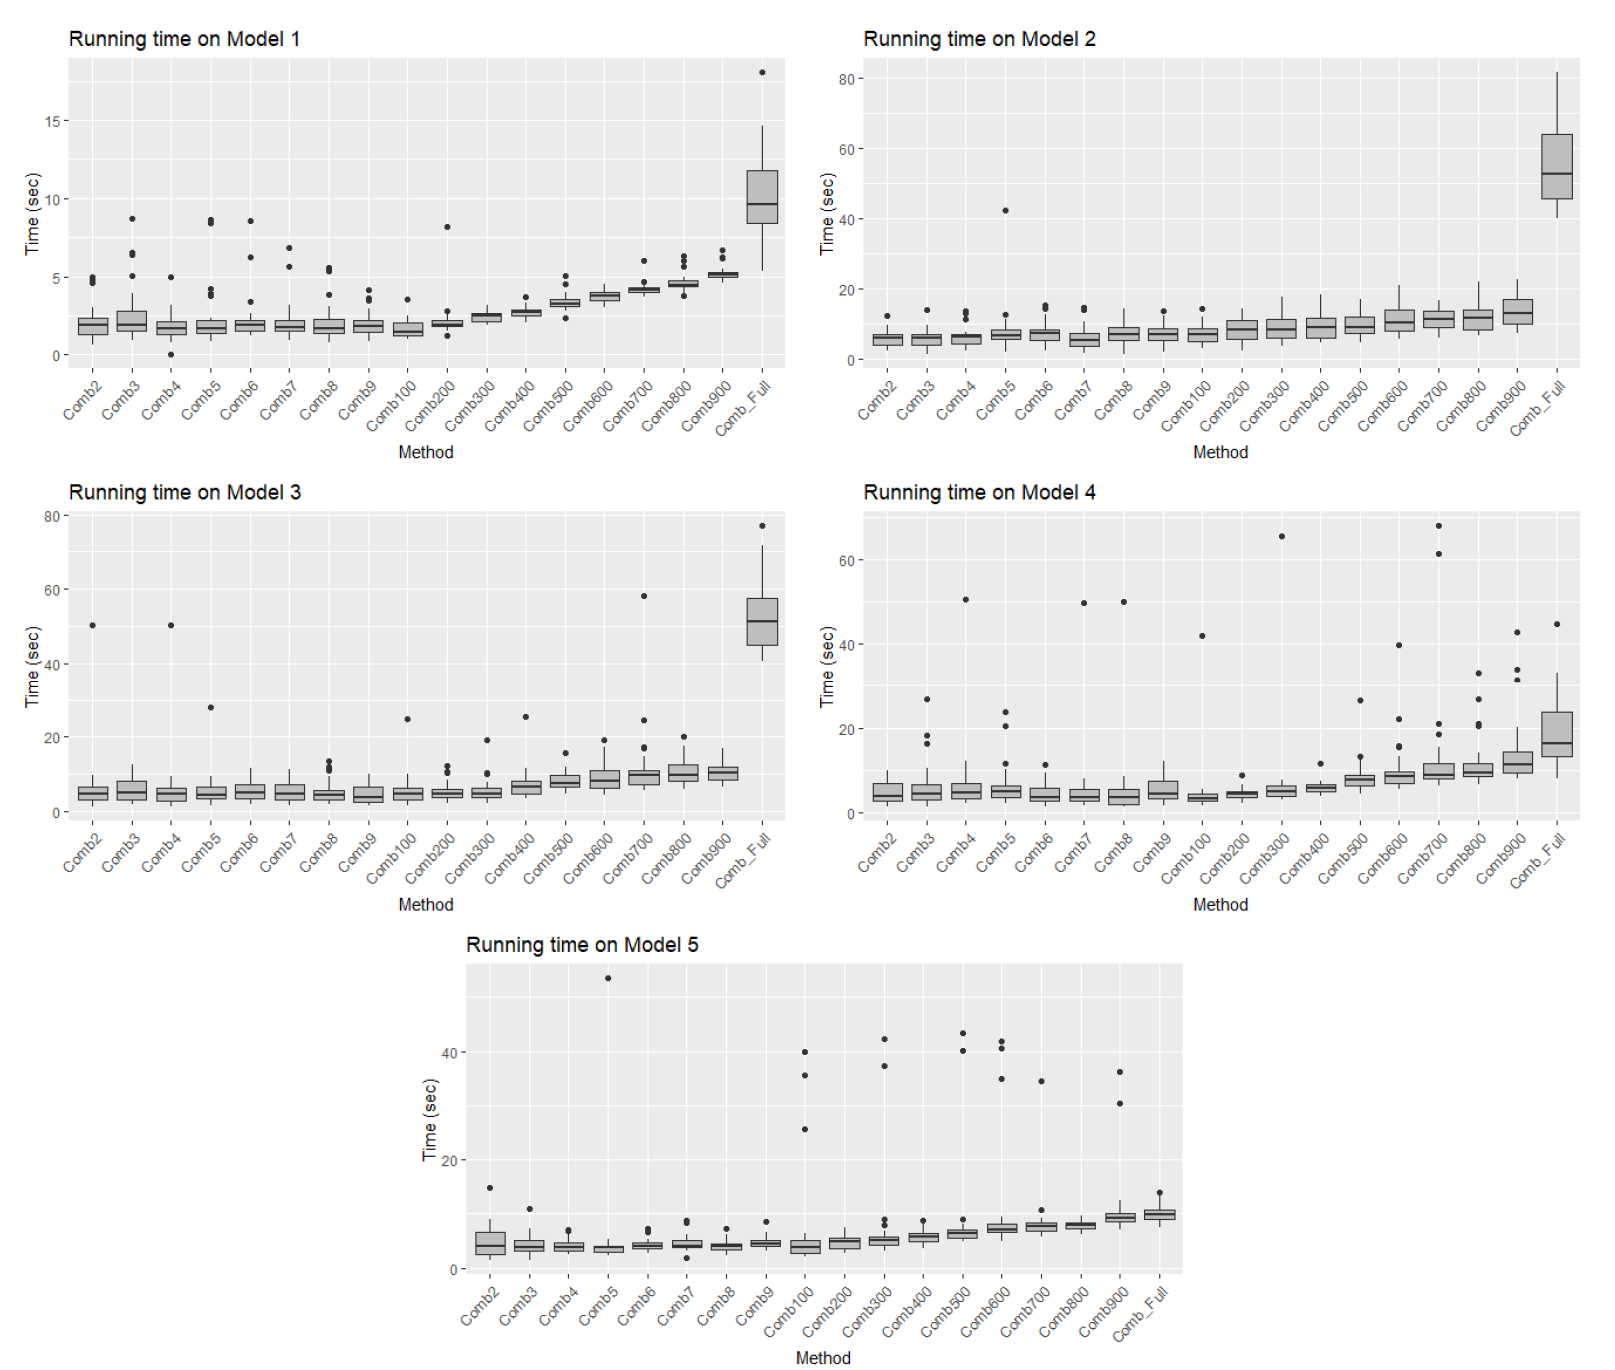 Running time on Model 1
Time (sec)
15
10
5
0
Comb2 Comb3 Comb4 Comb5 Comb6 Comb7 Comb8 Comb9 Comb100 Comb200 Comb300 Comb400 Comb500 Comb600 Comb700 Comb800 Comb900 Comb_Full
Method
Running time on Model 2
Time (sec)
80
60
40
20
0
Comb2 Comb3 Comb4 Comb5 Comb6 Comb7 Comb8 Comb9 Comb100 Comb200 Comb300 Comb400 Comb500 Comb600 Comb700 Comb800 Comb900 Comb_Full
Method
Running time on Model 3
Time (sec)
80
60
40
20
0
Comb2 Comb3 Comb4 Comb5 Comb6 Comb7 Comb8 Comb9 Comb100 Comb200 Comb300 Comb400 Comb500 Comb600 Comb700 Comb800 Comb900 Comb_Full
Method
Running time on Model 4
Time (sec)
60
40
20
0
Comb2 Comb3 Comb4 Comb5 Comb6 Comb7 Comb8 Comb9 Comb100 Comb200 Comb300 Comb400 Comb500 Comb600 Comb700 Comb800 Comb900 Comb_Full
Method
Running time on Model 5
Time (sec)
40
20
0
Comb2 Comb3 Comb4 Comb5 Comb6 Comb7 Comb8 Comb9 Comb100 Comb200 Comb300 Comb400 Comb500 Comb600 Comb700 Comb800 Comb900 Comb_Full
Method